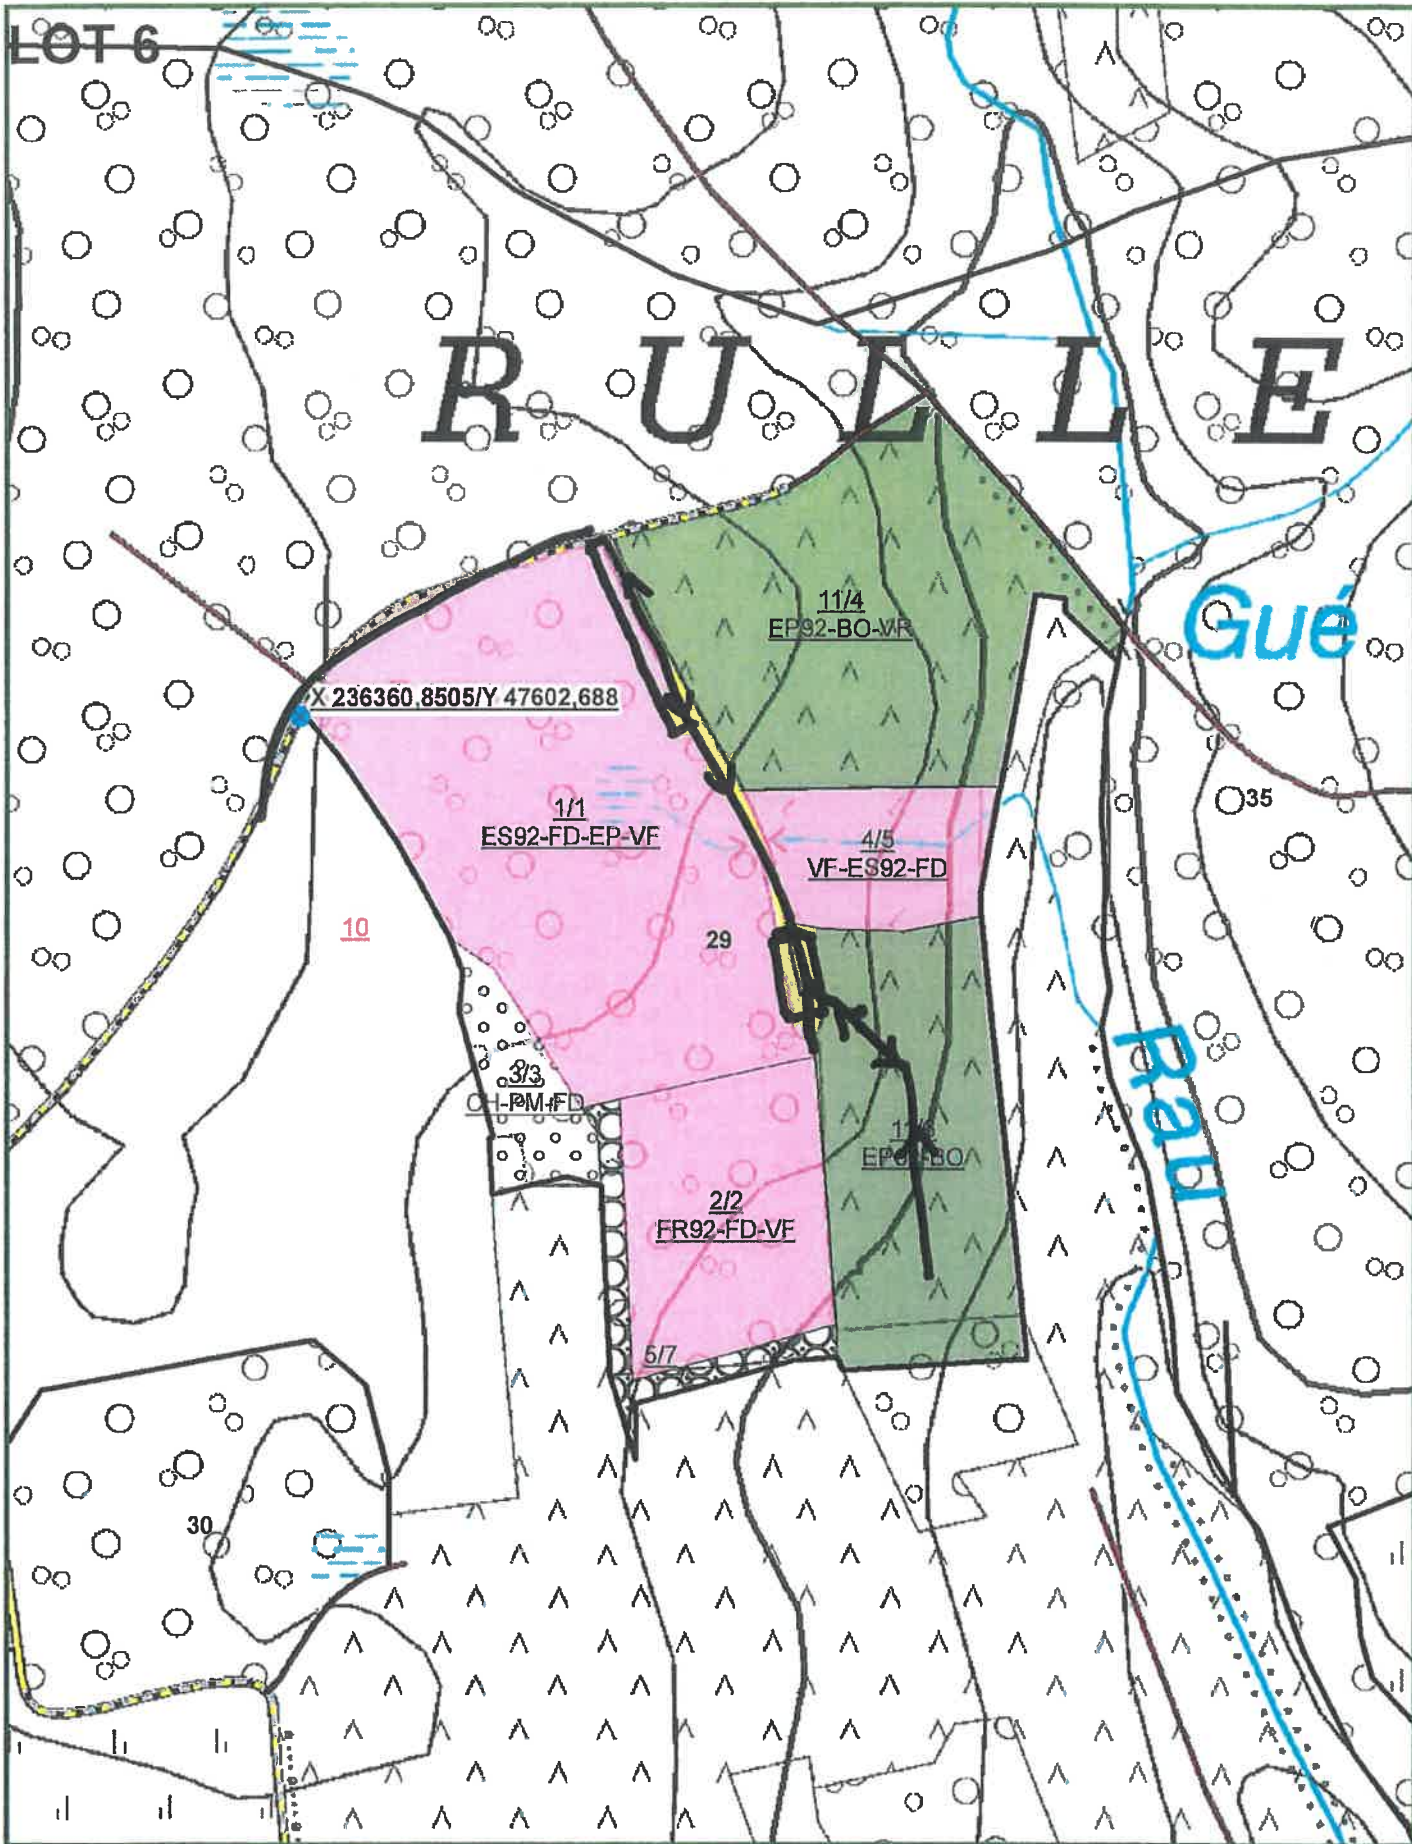 LOT 6
RULLE
11/4
EP92-BO-VR
Gué
X 236360,8505/Y 47602,688
1/1
ES92-FD-EP-VF
35
4/5
VF-ES92-FD
10
29
3/3
CH-PM-FD
Rau
2/2
FR92-FD-VF
5/7
30